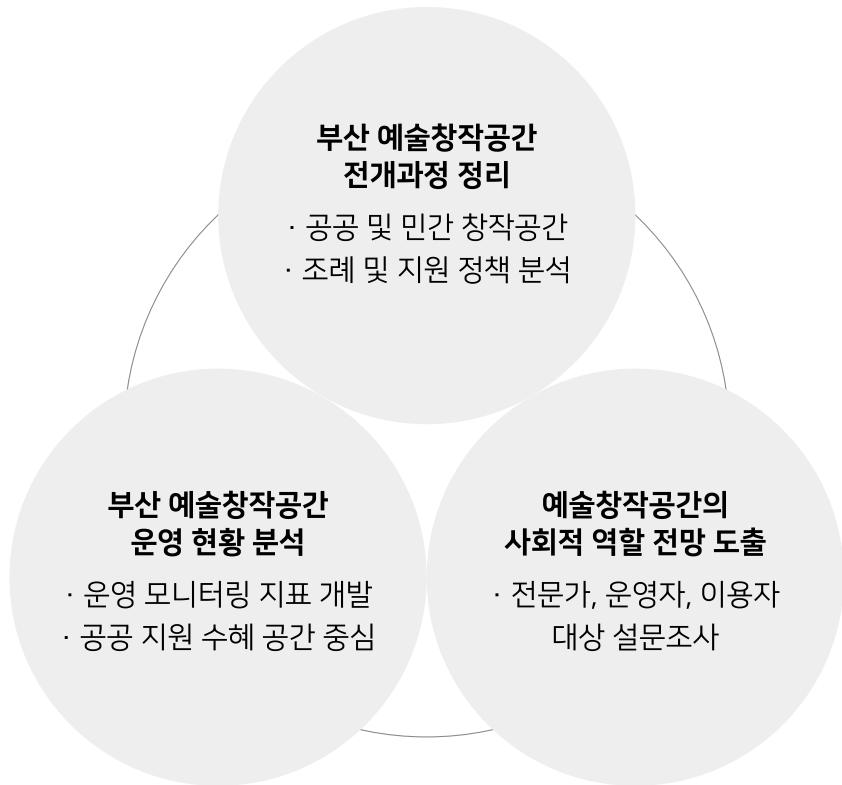 부산 예술창작공간
전개과정 정리
· 공공 및 민간 창작공간
· 조례 및 지원 정책 분석
부산 예술창작공간
운영 현황 분석
· 운영 모니터링 지표 개발
· 공공 지원 수혜 공간 중심
예술창작공간의
사회적 역할 전망 도출
· 전문가, 운영자, 이용자
대상 설문조사